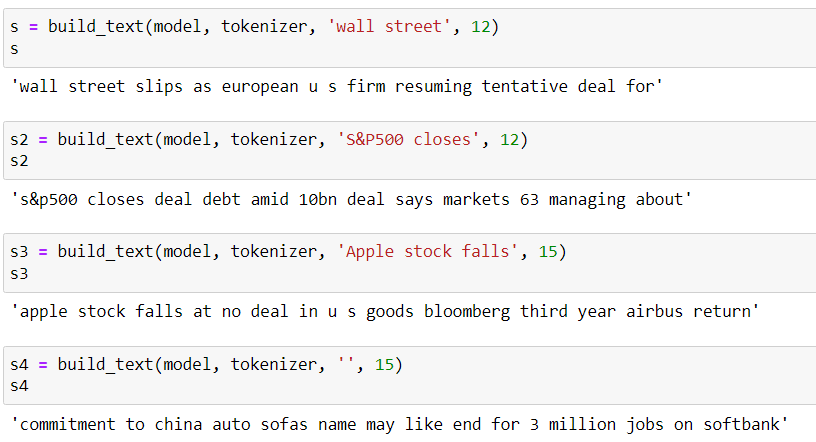 s = build_text(model, tokenizer, 'wall street', 12)
s
'wall street slips as european u s firm resuming tentative deal for'
s2 = build_text(model, tokenizer, 'S&P500 closes', 12)
s2
's&p500 closes deal debt amid 10bn deal says markets 63 managing about'
s3 = build_text(model, tokenizer, 'Apple stock falls', 15)
s3
'apple stock falls at no deal in u s goods bloomberg third year airbus return'
s4 = build_text(model, tokenizer, '', 15)
s4
'commitment to china auto sofas name may like end for 3 million jobs on softbank'